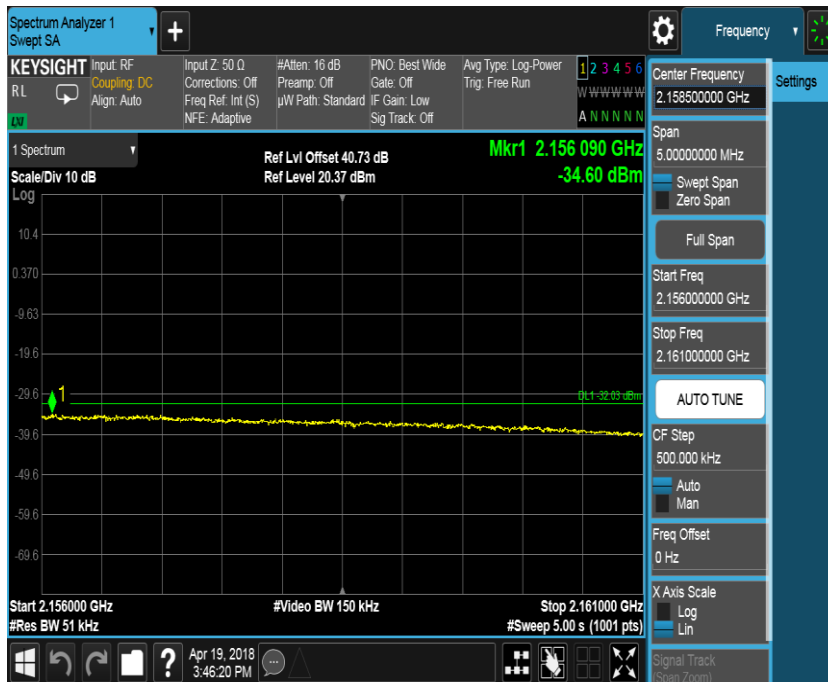 Spectrum Analyzer 1
Swept SA
+
Frequency
KEYSIGHT
RL
LXI
Input: RF
Coupling: DC
Align: Auto
Input Z: 50 Ω
Corrections: Off
Freq Ref: Int (S)
NFE: Adaptive
#Atten: 16 dB
Preamp: Off
µW Path: Standard
PNO: Best Wide
Gate: Off
IF Gain: Low
Sig Track: Off
Avg Type: Log-Power
Trig: Free Run
1 2 3 4 5 6
W W W W W W
A N N N N N
1 Spectrum
Scale/Div 10 dB
Ref Lvl Offset 40.73 dB
Ref Level 20.37 dBm
Mkr1 2.156 090 GHz
-34.60 dBm
Log
10.4
0.370
-9.63
-19.6
-29.6
-39.6
-49.6
-59.6
-69.6
1
DL1 -32.03 dBm
Start 2.156000 GHz
#Res BW 51 kHz
#Video BW 150 kHz
Stop 2.161000 GHz
#Sweep 5.00 s (1001 pts)
Center Frequency
2.158500000 GHz
Settings
Span
5.00000000 MHz
Swept Span
Zero Span
Full Span
Start Freq
2.156000000 GHz
Stop Freq
2.161000000 GHz
AUTO TUNE
CF Step
500.000 kHz
Auto
Man
Freq Offset
0 Hz
X Axis Scale
Log
Lin
Signal Track
(Span Zoom)
?
Apr 19, 2018
3:46:20 PM